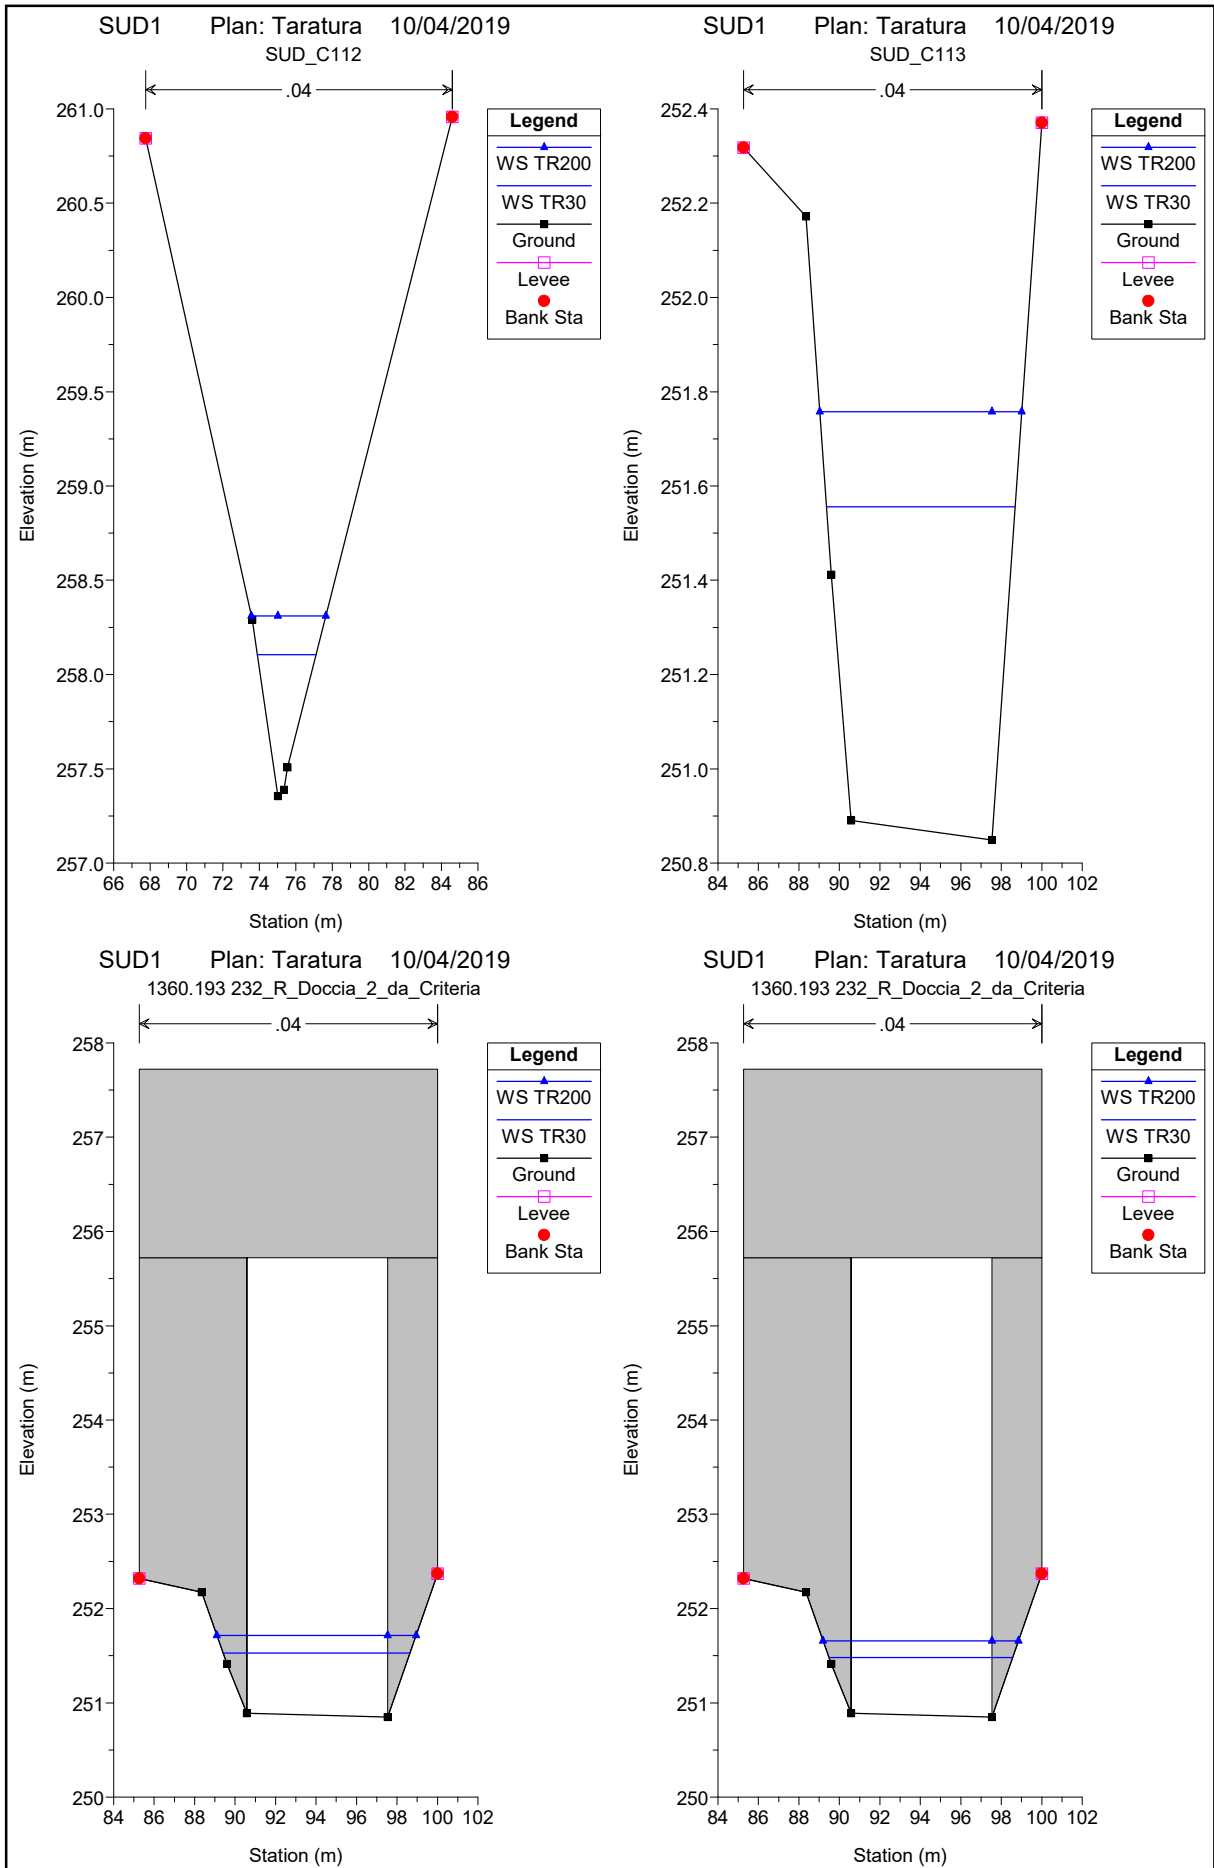 SUD1 Plan: Taratura 10/04/2019
SUD_C112
.04
261.0
260.5
260.0
259.5
259.0
258.5
258.0
257.5
257.0
Elevation (m)
66 68 70 72 74 76 78 80 82 84 86
Station (m)
Legend
WS TR200
WS TR30
Ground
Levee
Bank Sta
SUD1 Plan: Taratura 10/04/2019
SUD_C113
.04
252.4
252.2
252.0
251.8
251.6
251.4
251.2
251.0
250.8
Elevation (m)
84 86 88 90 92 94 96 98 100 102
Station (m)
Legend
WS TR200
WS TR30
Ground
Levee
Bank Sta
SUD1 Plan: Taratura 10/04/2019
1360.193 232_R_Doccia_2_da_Criteria
.04
258
257
256
255
254
253
252
251
250
Elevation (m)
84 86 88 90 92 94 96 98 100 102
Station (m)
Legend
WS TR200
WS TR30
Ground
Levee
Bank Sta
SUD1 Plan: Taratura 10/04/2019
1360.193 232_R_Doccia_2_da_Criteria
.04
258
257
256
255
254
253
252
251
250
Elevation (m)
84 86 88 90 92 94 96 98 100 102
Station (m)
Legend
WS TR200
WS TR30
Ground
Levee
Bank Sta